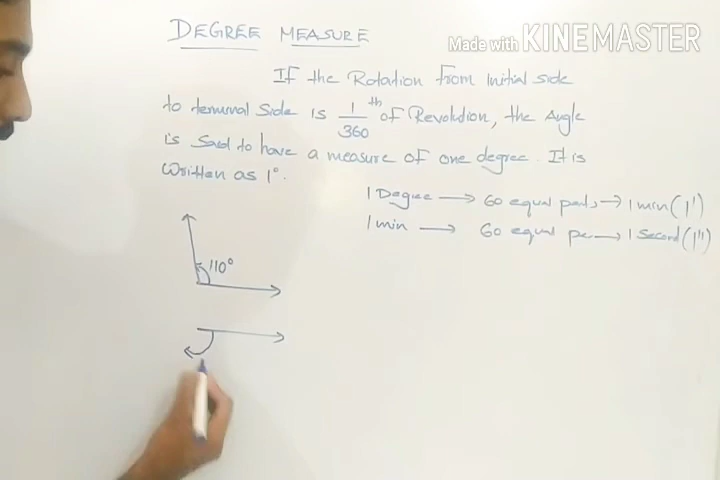 DEGREE MEASURE
Made with KINEMASTER
If the Rotation from initial side
to terminal Side is 1/360 th of Revolution, the Angle
is Said to have a measure of one degree. It is
Written as 1°.
1 Degree → 60 equal parts → 1 min (1')
1 min → 60 equal → 1 Second (1'')
110°